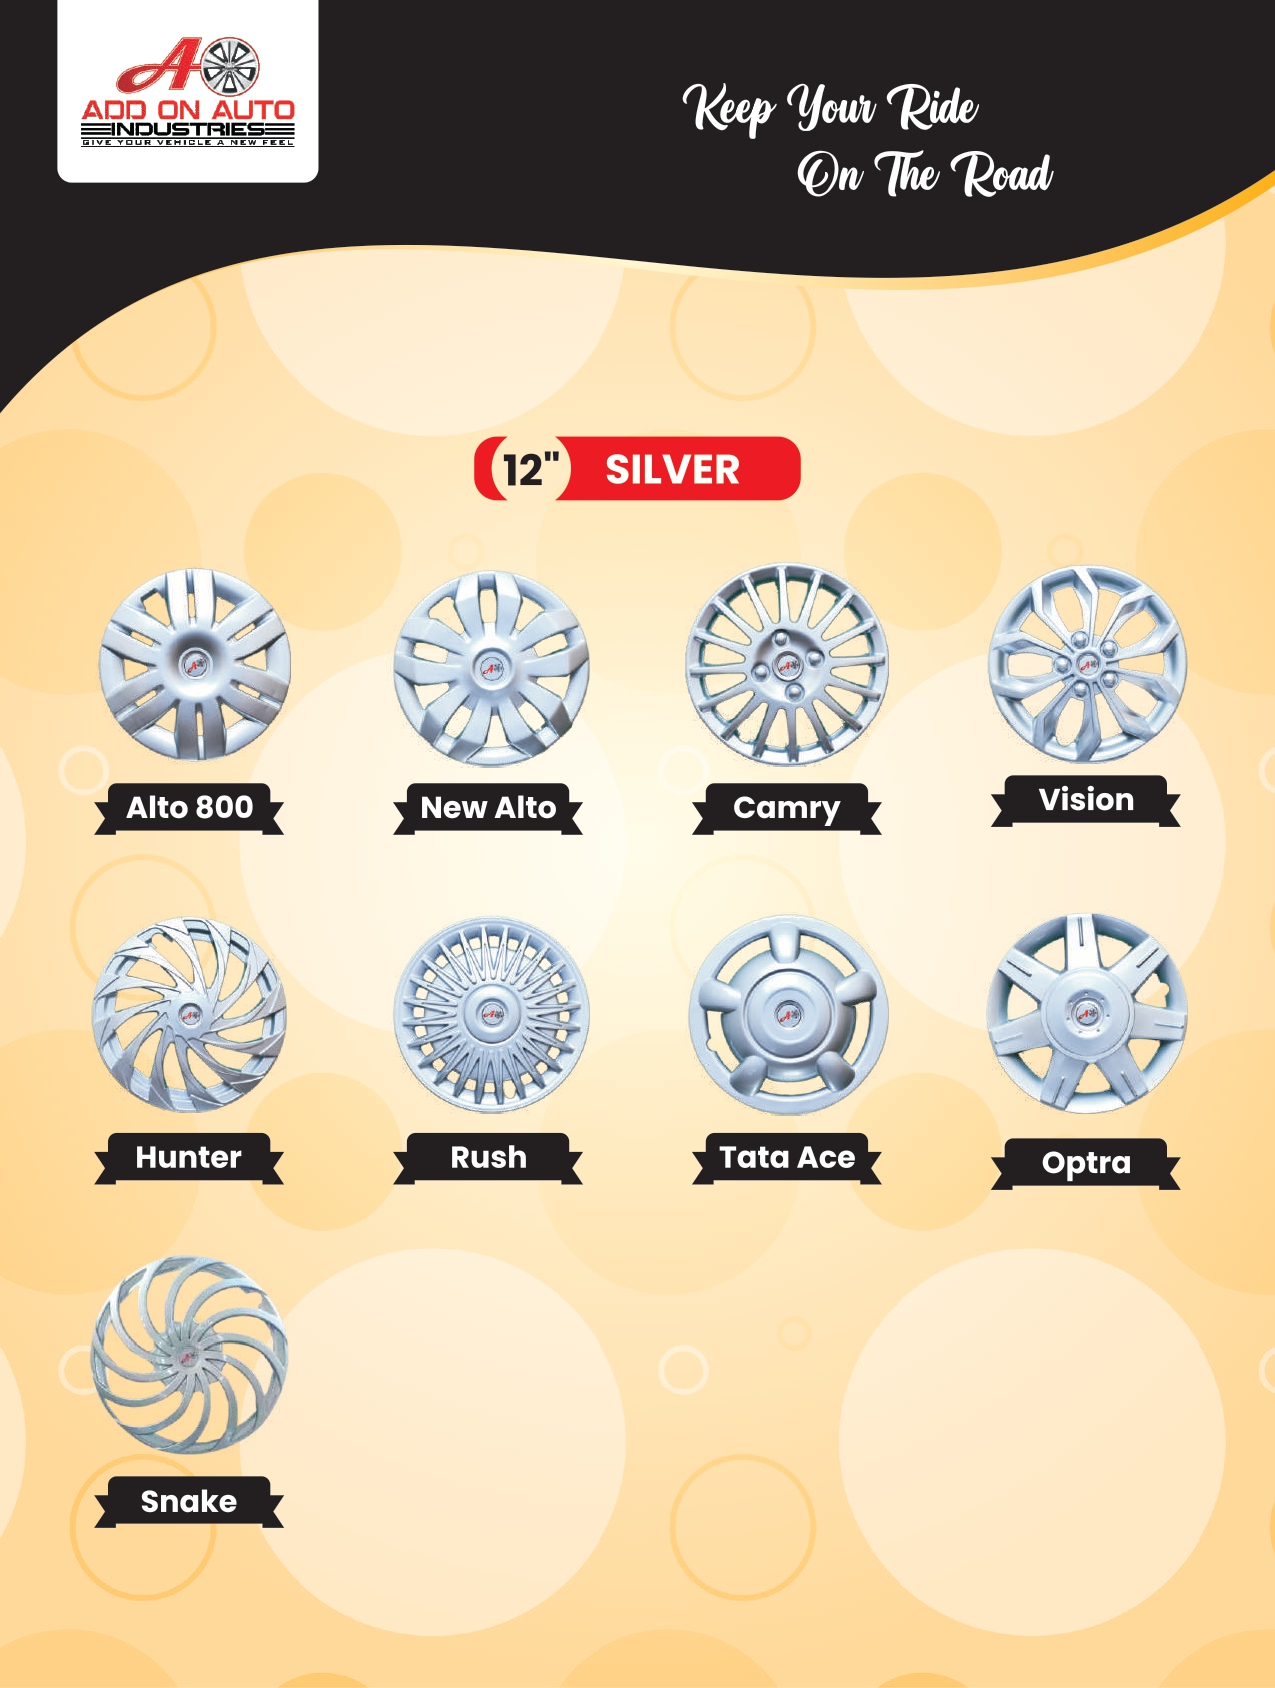 A
ADD ON AUTO
INDUSTRIES
GIVE YOUR VEHICLE A NEW FEEL
Keep Your Ride
On The Road
12" SILVER
Alto 800
New Alto
Camry
Vision
Hunter
Rush
Tata Ace
Optra
Snake